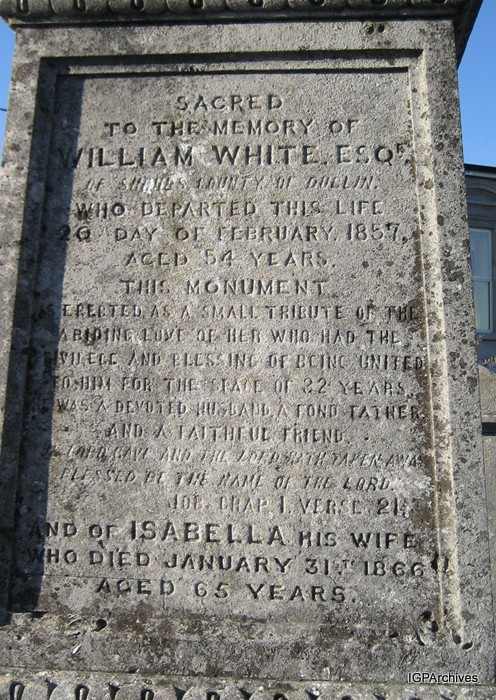 SACRED
TO THE MEMORY OF
WILLIAM WHITE, ESQR.
OF COUNTY OF DUBLIN.
WHO DEPARTED THIS LIFE
DAY OF FEBRUARY, 1857,
AGED 54 YEARS.
THIS MONUMENT
IS ERECTED AS A SMALL TRIBUTE OF THE
ABIDING LOVE OF HER WHO HAD THE
PRIVILEGE AND BLESSING OF BEING UNITED
TO HIM FOR THE SPACE OF 22 YEARS.
WAS A DEVOTED HUSBAND, A FOND FATHER
AND A FAITHFUL FRIEND.
LORD GAVE AND THE LORD HATH TAKEN AWAY
BLESSED BE THE NAME OF THE LORD.
JOB CHAP. I. VERSE 21.
AND OF ISABELLA HIS WIFE
WHO DIED JANUARY 31ST 1866
AGED 65 YEARS.
IGPArchives